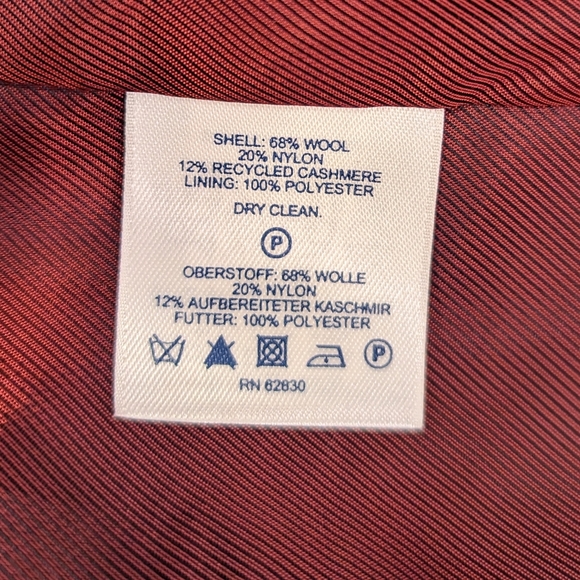 SHELL: 68% WOOL
20% NYLON
12% RECYCLED CASHMERE
LINING: 100% POLYESTER
DRY CLEAN.
P
OBERSTOFF: 68% WOLLE
20% NYLON
12% AUFBEREITETER KASCHMIR
FUTTER: 100% POLYESTER
P
RN 62830